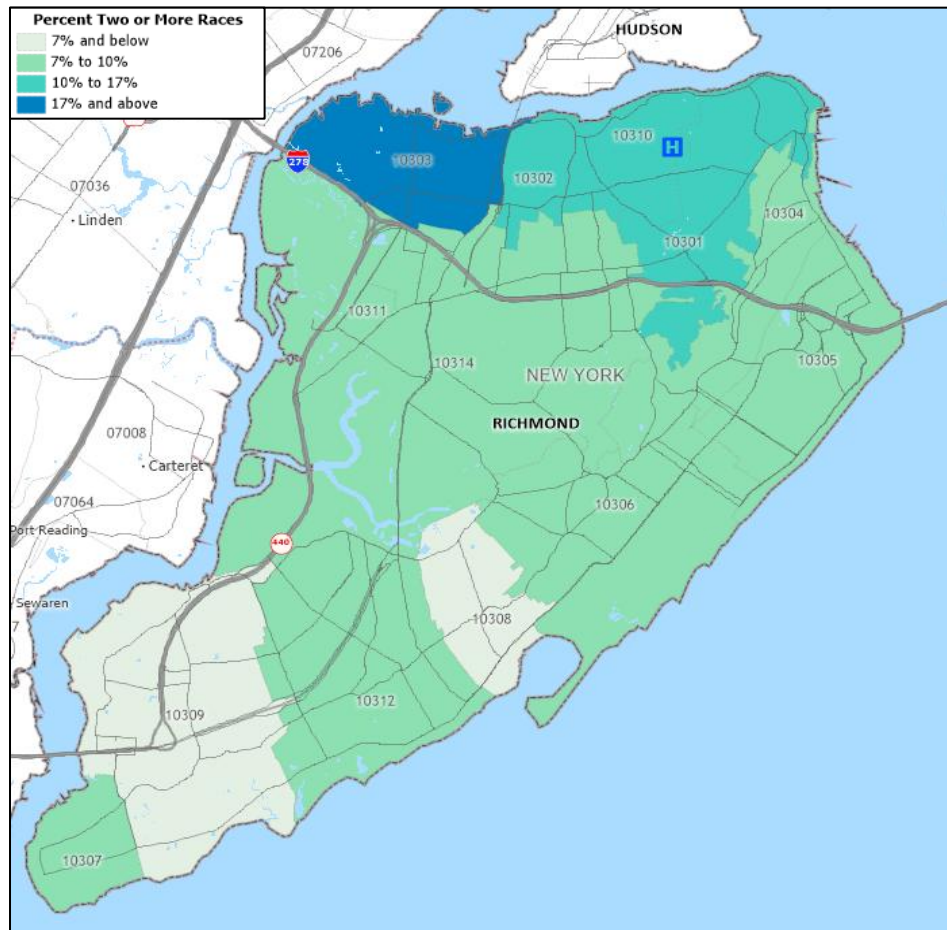 Percent Two or More Races
7% and below
7% to 10%
10% to 17%
17% and above
07206
HUDSON
10310
H
278
10303
10302
07036
Linden
10304
10301
10311
10305
10314
NEW YORK
RICHMOND
07008
Carteret
07064
10306
Port Reading
440
Sewaren
7
10308
10312
10309
10307